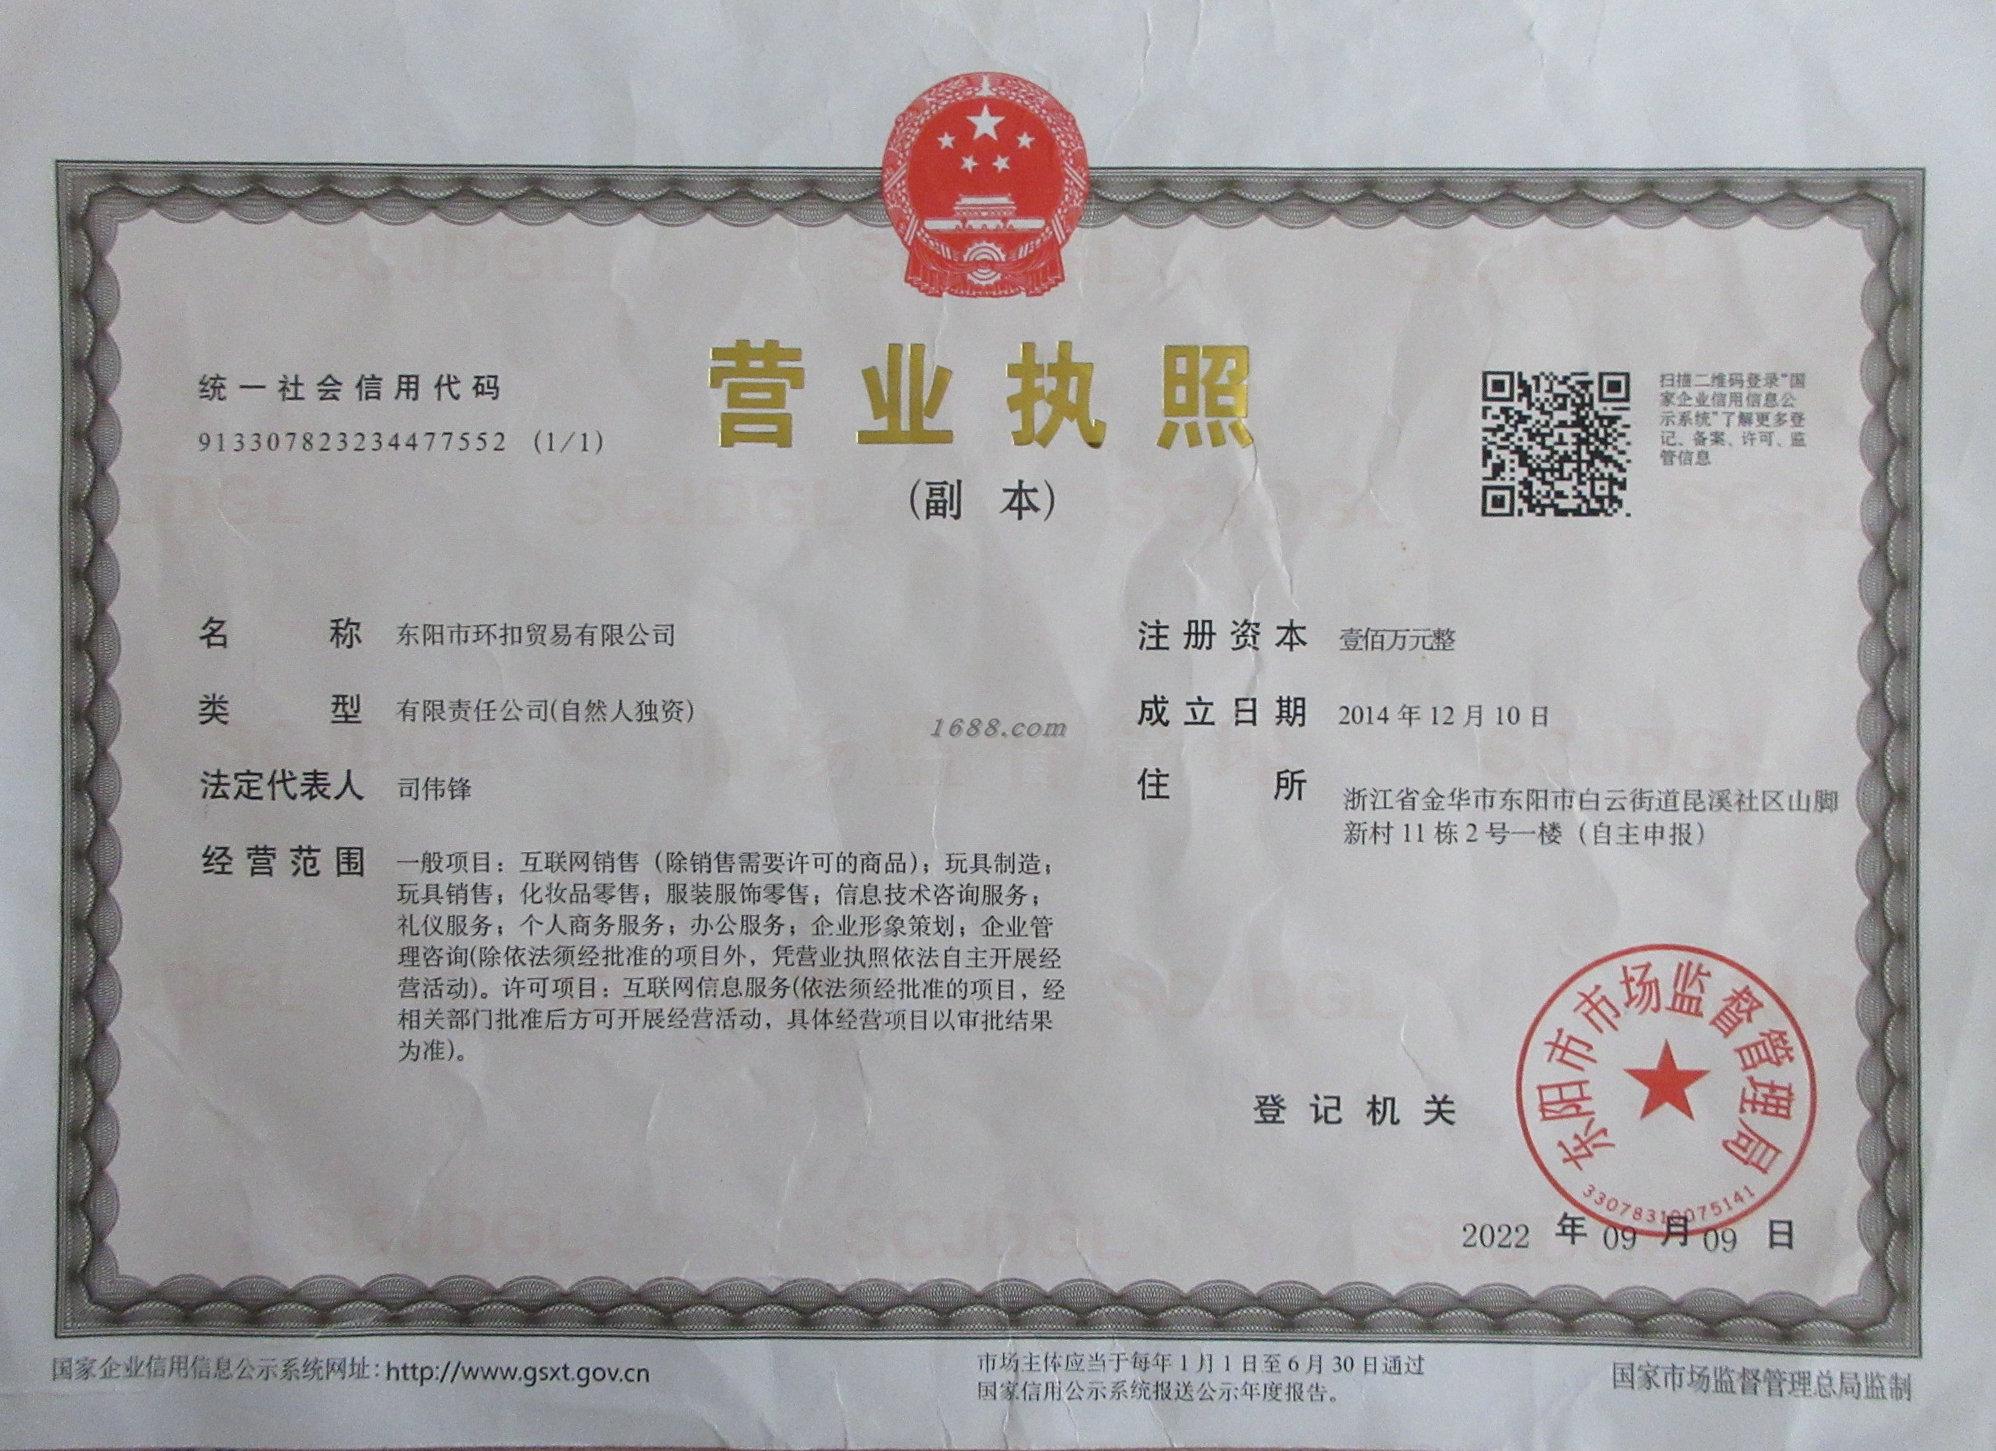 营业执照
(副 本)
统一社会信用代码
913307823234477552 (1/1)
扫描二维码登录“国
家企业信用信息公
示系统”了解更多登
记、备案、许可、监
管信息
名 称 东阳市环扣贸易有限公司
类 型 有限责任公司(自然人独资)
法定代表人 司伟锋
经营范围 一般项目：互联网销售（除销售需要许可的商品）；玩具制造；
玩具销售；化妆品零售；服装服饰零售；信息技术咨询服务；
礼仪服务；个人商务服务；办公服务；企业形象策划；企业管
理咨询(除依法须经批准的项目外，凭营业执照依法自主开展经
营活动)。许可项目：互联网信息服务(依法须经批准的项目，经
相关部门批准后方可开展经营活动，具体经营项目以审批结果
为准)。
注册资本 壹佰万元整
成立日期 2014 年 12 月 10 日
住 所 浙江省金华市东阳市白云街道昆溪社区山脚
新村 11 栋 2 号一楼（自主申报）
1688.com
登记机关
东阳市市场监督管理局
33078310075141
2022 年 09 月 09 日
国家企业信用信息公示系统网址：http://www.gsxt.gov.cn
市场主体应当于每年 1 月 1 日至 6 月 30 日通过
国家信用公示系统报送公示年度报告。
国家市场监督管理总局监制